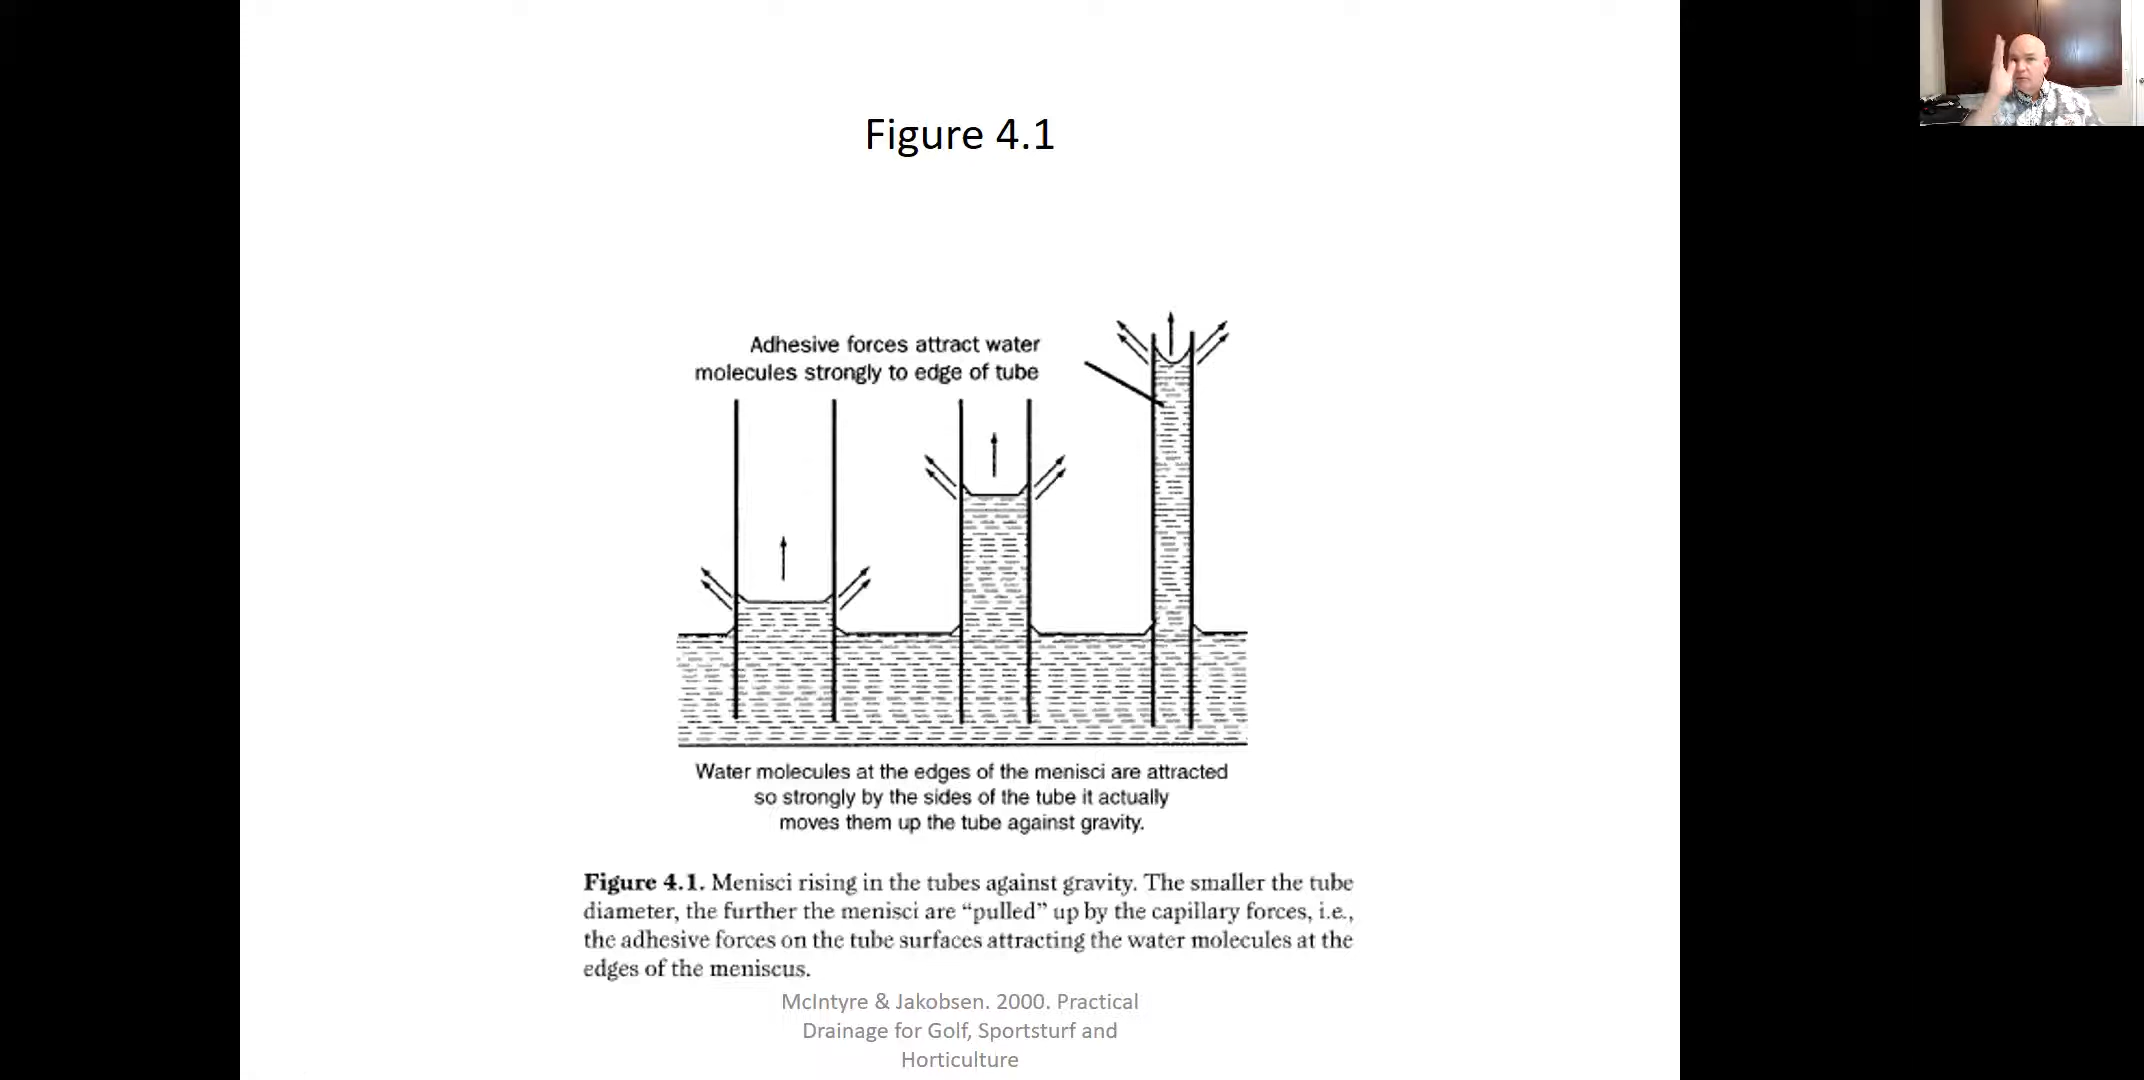 Figure 4.1
Adhesive forces attract water
molecules strongly to edge of tube
Water molecules at the edges of the menisci are attracted
so strongly by the sides of the tube it actually
moves them up the tube against gravity.
Figure 4.1. Menisci rising in the tubes against gravity. The smaller the tube
diameter, the further the menisci are “pulled” up by the capillary forces, i.e.,
the adhesive forces on the tube surfaces attracting the water molecules at the
edges of the meniscus.
McIntyre & Jakobsen. 2000. Practical
Drainage for Golf, Sportsturf and
Horticulture